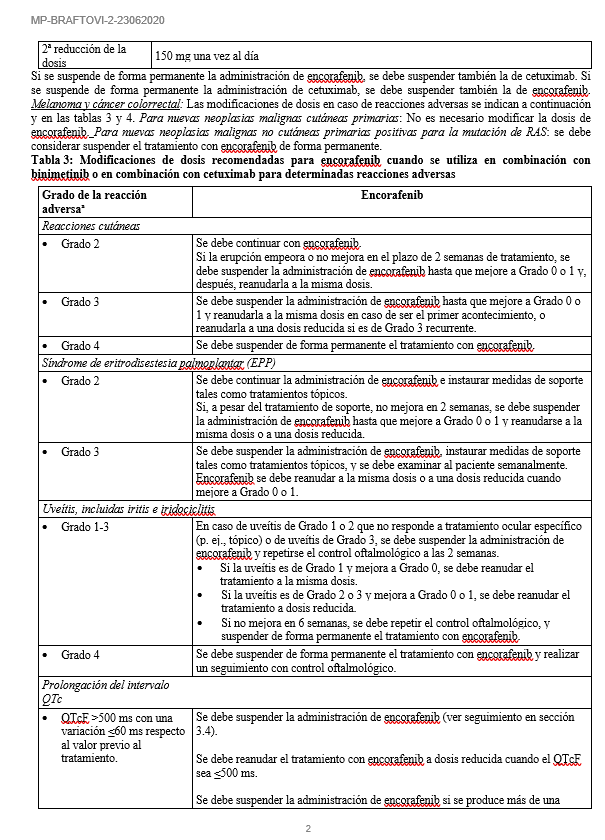 MP-BRAFTOVI-2-23062020
2ª reducción de la
dosis
150 mg una vez al día
Si se suspende de forma permanente la administración de encorafenib, se debe suspender también la de cetuximab. Si
se suspende de forma permanente la administración de cetuximab, se debe suspender también la de encorafenib.
Melanoma y cáncer colorrectal: Las modificaciones de dosis en caso de reacciones adversas se indican a continuación
y en las tablas 3 y 4. Para nuevas neoplasias malignas cutáneas primarias: No es necesario modificar la dosis de
encorafenib. Para nuevas neoplasias malignas no cutáneas primarias positivas para la mutación de RAS: se debe
considerar suspender el tratamiento con encorafenib de forma permanente.
Tabla 3: Modificaciones de dosis recomendadas para encorafenib cuando se utiliza en combinación con
binimetinib o en combinación con cetuximab para determinadas reacciones adversas
Grado de la reacción
adversaª
Encorafenib
Reacciones cutáneas
• Grado 2
Se debe continuar con encorafenib.
Si la erupción empeora o no mejora en el plazo de 2 semanas de tratamiento, se
debe suspender la administración de encorafenib hasta que mejore a Grado 0 o 1 y,
después, reanudarla a la misma dosis.
• Grado 3
Se debe suspender la administración de encorafenib hasta que mejore a Grado 0 o
1 y reanudarla a la misma dosis en caso de ser el primer acontecimiento, o
reanudarla a una dosis reducida si es de Grado 3 recurrente.
• Grado 4
Se debe suspender de forma permanente el tratamiento con encorafenib.
Síndrome de eritrodisestesia palmoplantar (EPP)
• Grado 2
Se debe continuar la administración de encorafenib e instaurar medidas de soporte
tales como tratamientos tópicos.
Si, a pesar del tratamiento de soporte, no mejora en 2 semanas, se debe suspender
la administración de encorafenib hasta que mejore a Grado 0 o 1 y reanudarse a la
misma dosis o a una dosis reducida.
• Grado 3
Se debe suspender la administración de encorafenib, instaurar medidas de soporte
tales como tratamientos tópicos, y se debe examinar al paciente semanalmente.
Encorafenib se debe reanudar a la misma dosis o a una dosis reducida cuando
mejore a Grado 0 o 1.
Uveítis, incluidas iritis e iridociclitis
• Grado 1-3
En caso de uveítis de Grado 1 o 2 que no responde a tratamiento ocular específico
(p. ej., tópico) o de uveítis de Grado 3, se debe suspender la administración de
encorafenib y repetirse el control oftalmológico a las 2 semanas.
• Si la uveítis es de Grado 1 y mejora a Grado 0, se debe reanudar el
tratamiento a la misma dosis.
• Si la uveítis es de Grado 2 o 3 y mejora a Grado 0 o 1, se debe reanudar el
tratamiento a dosis reducida.
• Si no mejora en 6 semanas, se debe repetir el control oftalmológico, y
suspender de forma permanente el tratamiento con encorafenib.
• Grado 4
Se debe suspender de forma permanente el tratamiento con encorafenib y realizar
un seguimiento con control oftalmológico.
Prolongación del intervalo
QTc
• QTcF >500 ms con una
variación ≤60 ms respecto
al valor previo al
tratamiento.
Se debe suspender la administración de encorafenib (ver seguimiento en sección
3.4).
Se debe reanudar el tratamiento con encorafenib a dosis reducida cuando el QTcF
sea ≤500 ms.
Se debe suspender la administración de encorafenib si se produce más de una
2